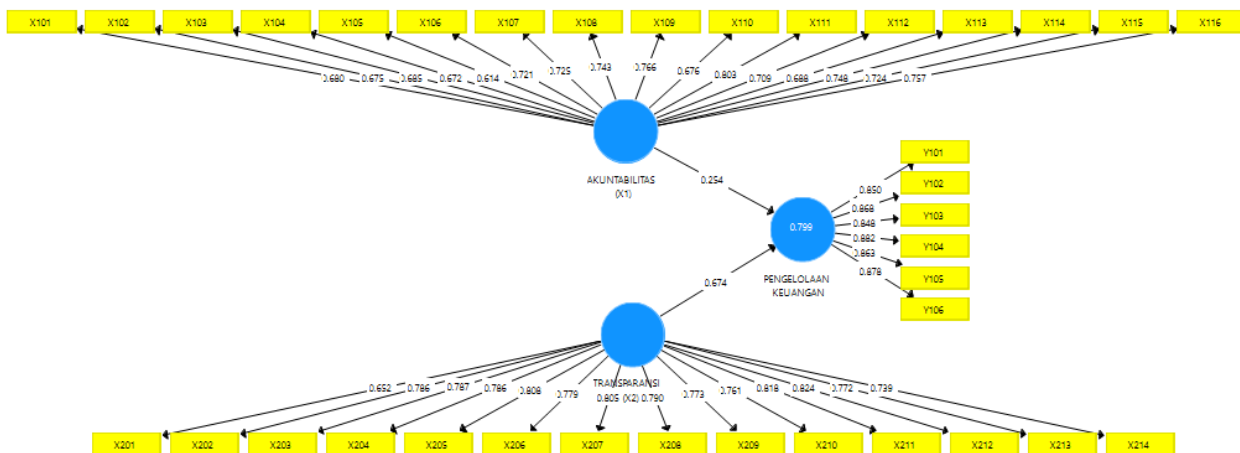 X101 X102 X103 X104 X105 X106 X107 X108 X109 X110 X111 X112 X113 X114 X115 X116
0.680 0.675 0.685 0.672 0.614 0.721 0.725 0.743 0.766 0.676 0.803 0.709 0.688 0.748 0.724 0.757
AKUNTABILITAS
(X1)
0.254
Y101
0.850
Y102
0.868
Y103
0.848
0.799
0.882
Y104
0.863
Y105
0.878
Y106
PENGELOLAAN
KEUANGAN
0.674
TRANSPARANSI
(X2)
0.652 0.786 0.787 0.786 0.808 0.779 0.805 0.790 0.773 0.761 0.818 0.824 0.772 0.739
X201 X202 X203 X204 X205 X206 X207 X208 X209 X210 X211 X212 X213 X214